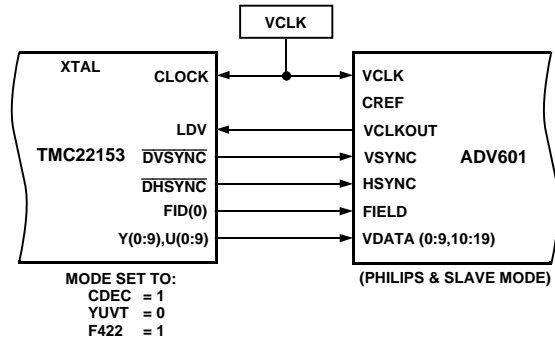 VCLK
XTAL
CLOCK
VCLK
CREF
LDV
VCLKOUT
TMC22153
DVSYNC
VSYNC
ADV601
DHSYNC
HSYNC
FID(0)
FIELD
Y(0:9),U(0:9)
VDATA (0:9,10:19)
MODE SET TO:
CDEC = 1
YUVT = 0
F422 = 1
(PHILIPS & SLAVE MODE)